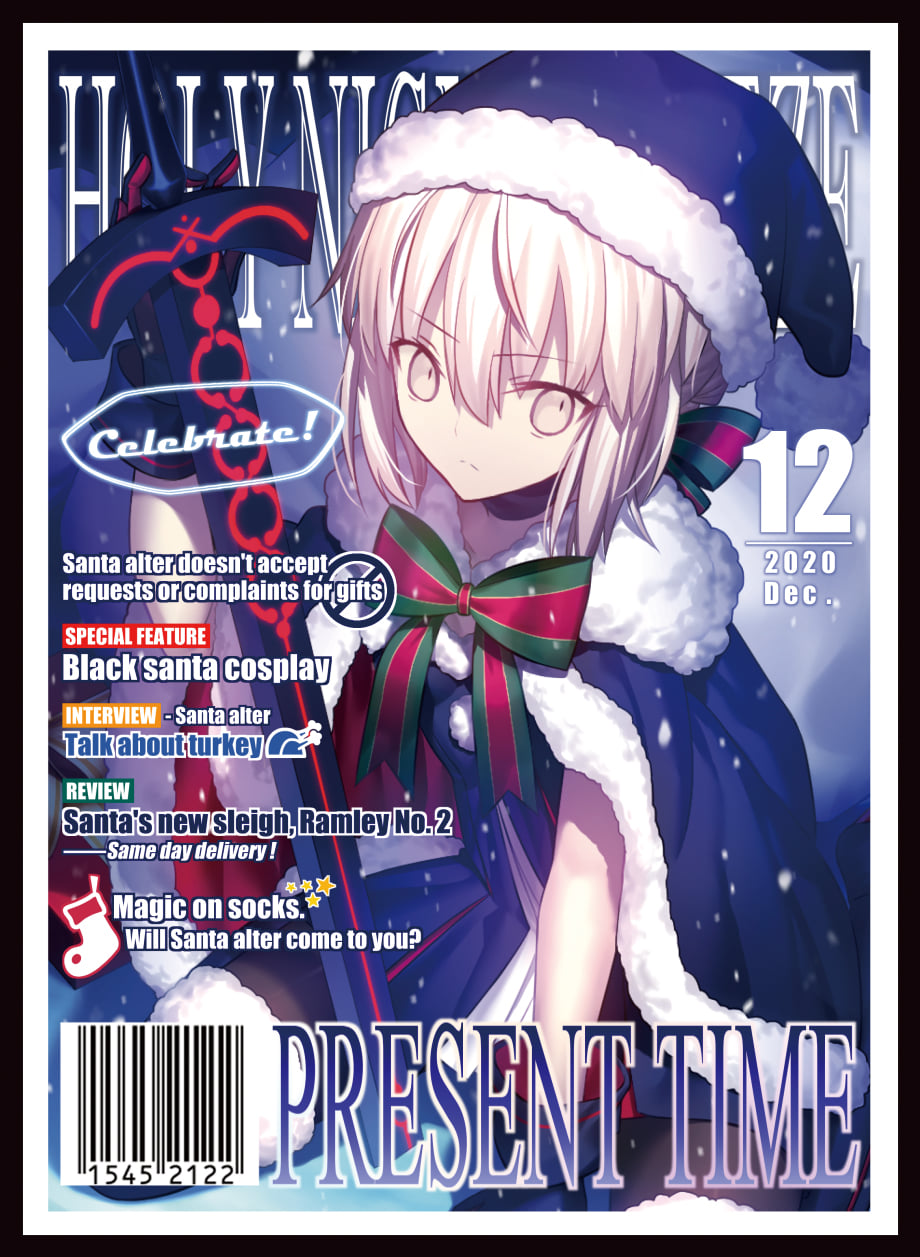 HOLY NIGH
Celebrate!
12
2020
Dec.
Santa alter doesn't accept
requests or complaints for gifts
SPECIAL FEATURE
Black santa cosplay
INTERVIEW - Santa alter
Talk about turkey
REVIEW
Santa's new sleigh, Ramley No. 2
——Same day delivery!
Magic on socks.
Will Santa alter come to you?
1545 2122
PRESENT TIME